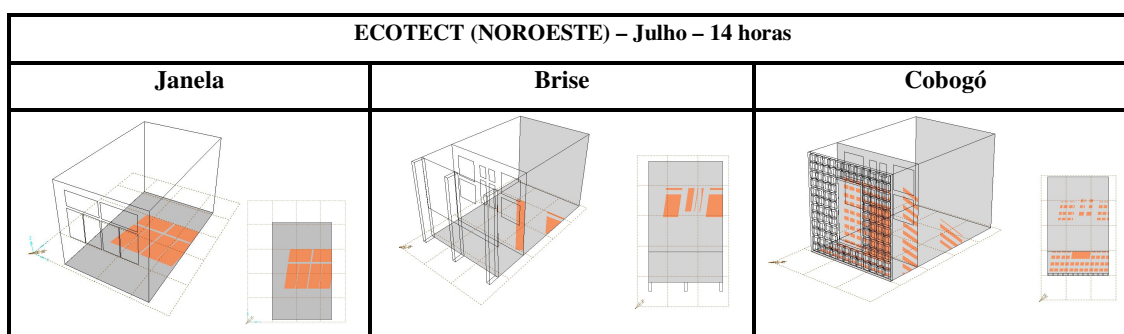 ECOTECT (NOROESTE) – Julho – 14 horas
Janela
Brise
Cobogó